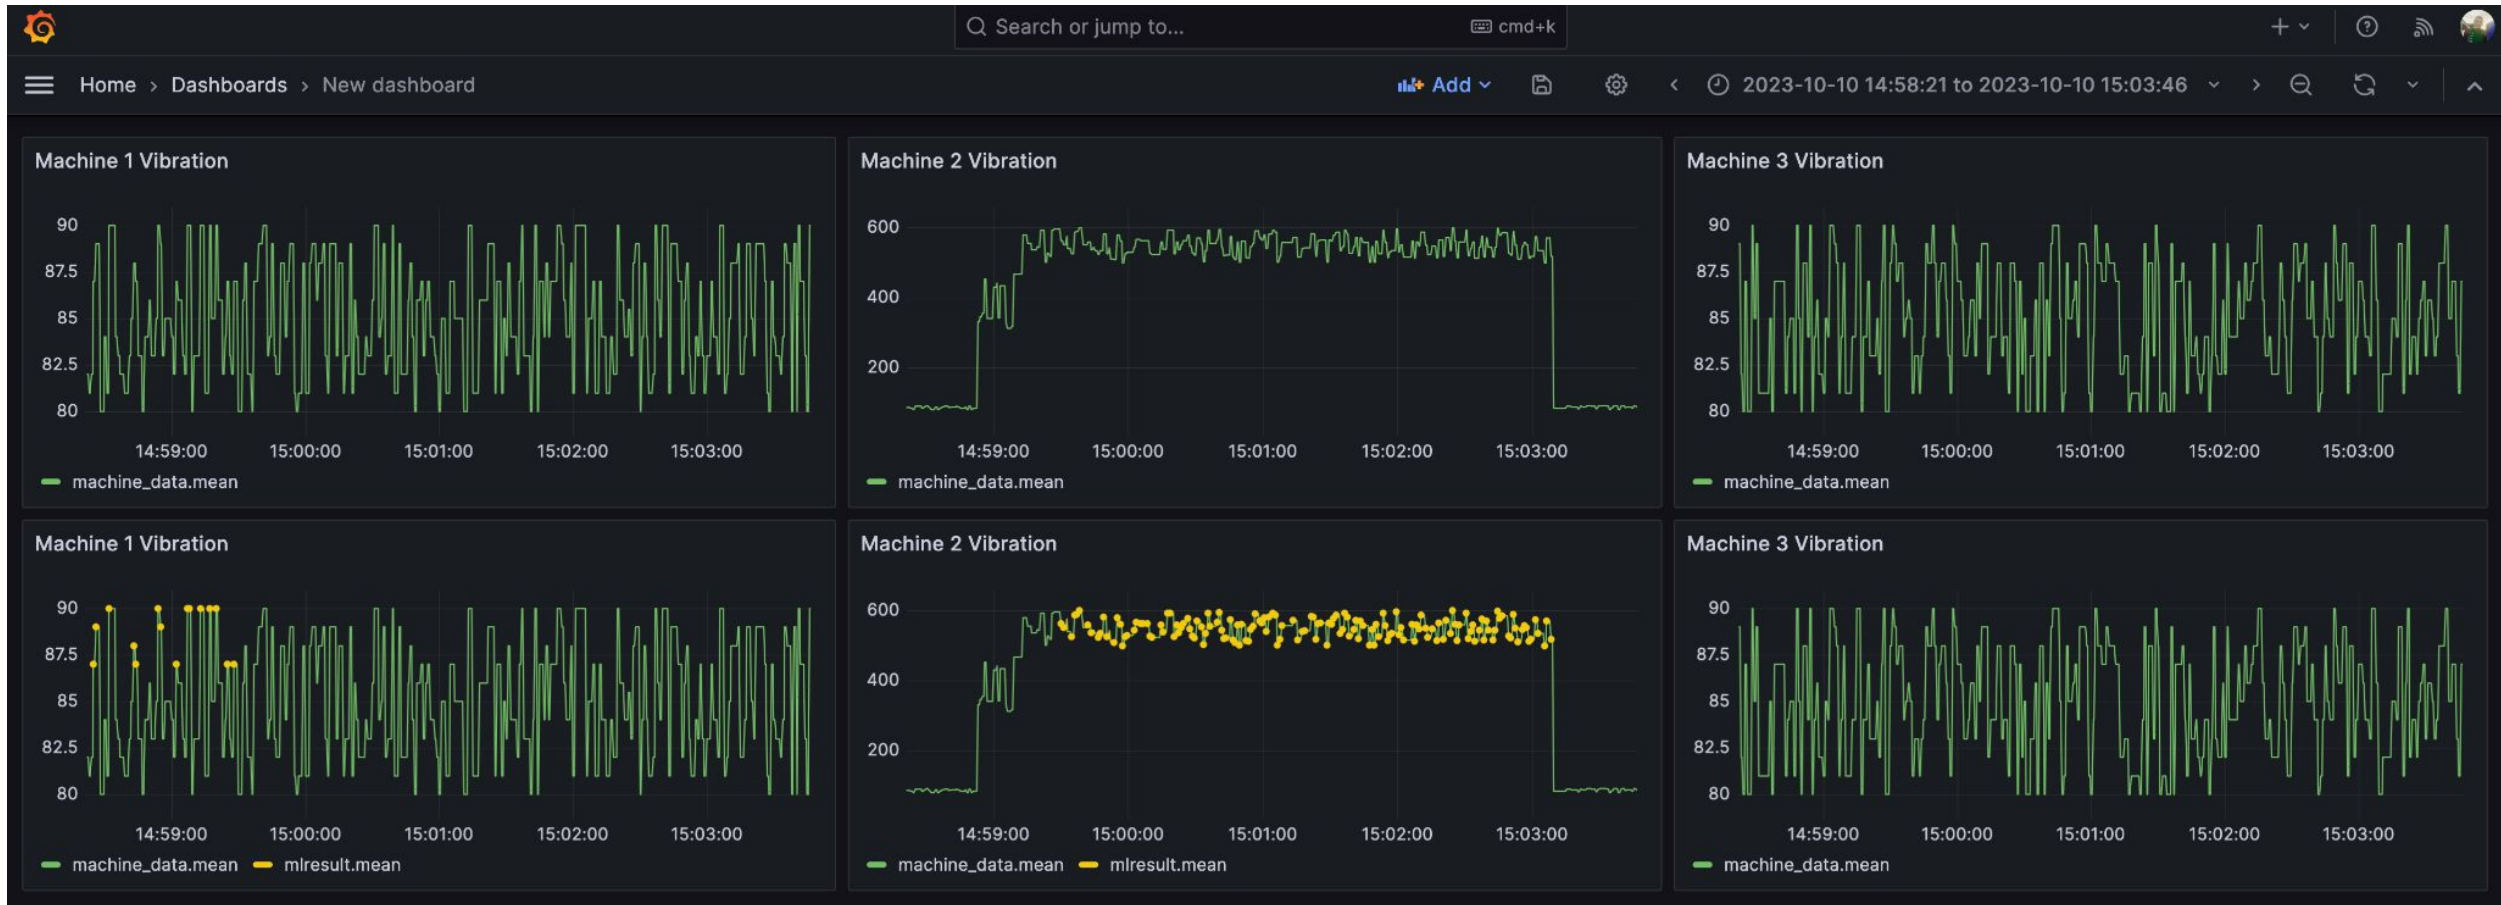 Search or jump to... cmd+k
Home > Dashboards > New dashboard
Add
2023-10-10 14:58:21 to 2023-10-10 15:03:46
Machine 1 Vibration
90
87.5
85
82.5
80
14:59:00 15:00:00 15:01:00 15:02:00 15:03:00
machine_data.mean
Machine 2 Vibration
600
400
200
14:59:00 15:00:00 15:01:00 15:02:00 15:03:00
machine_data.mean
Machine 3 Vibration
90
87.5
85
82.5
80
14:59:00 15:00:00 15:01:00 15:02:00 15:03:00
machine_data.mean
Machine 1 Vibration
90
87.5
85
82.5
80
14:59:00 15:00:00 15:01:00 15:02:00 15:03:00
machine_data.mean mlresult.mean
Machine 2 Vibration
600
400
200
14:59:00 15:00:00 15:01:00 15:02:00 15:03:00
machine_data.mean mlresult.mean
Machine 3 Vibration
90
87.5
85
82.5
80
14:59:00 15:00:00 15:01:00 15:02:00 15:03:00
machine_data.mean